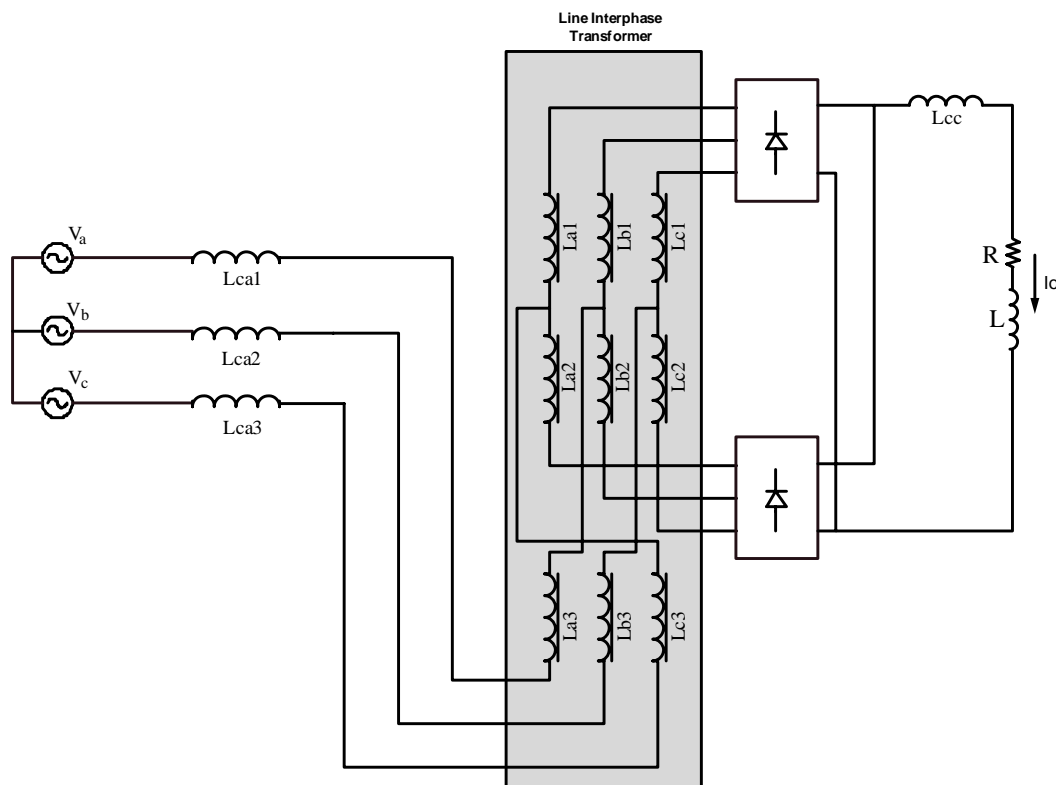 Line Interphase
Transformer
Lcc
La1
Lb1
Lc1
Va
Lca1
R
Io
Vb
L
Lca2
La2
Lb2
Lc2
Vc
Lca3
La3
Lb3
Lc3